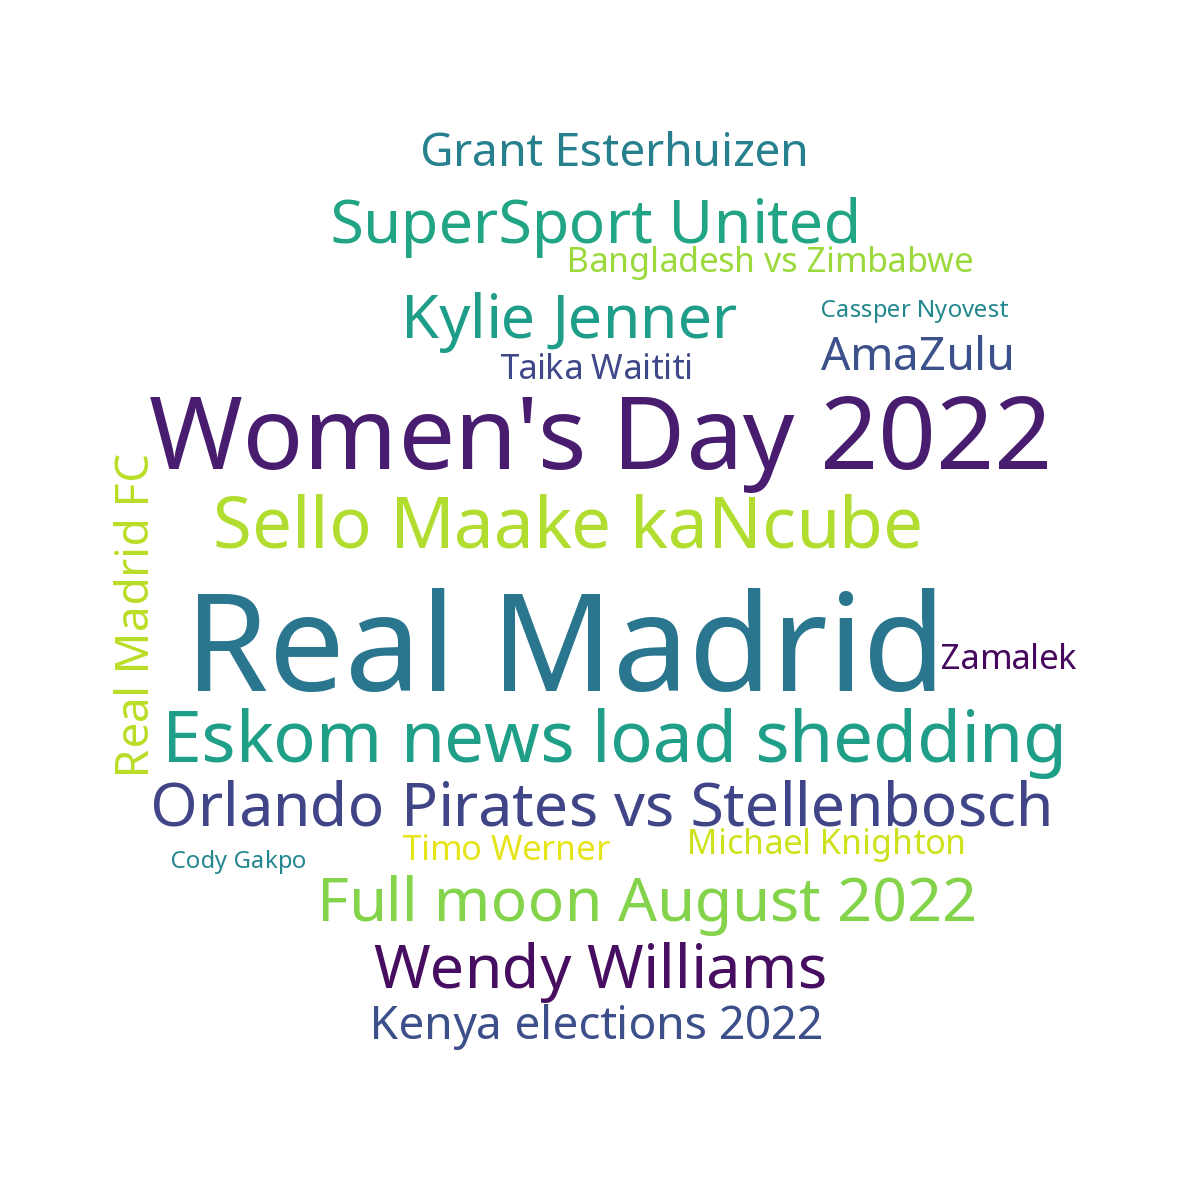 Grant Esterhuizen
SuperSport United
Bangladesh vs Zimbabwe
Kylie Jenner
Cassper Nyovest
AmaZulu
Taika Waititi
Women's Day 2022
Real Madrid FC
Sello Maake kaNcube
Real Madrid
Zamalek
Eskom news load shedding
Orlando Pirates vs Stellenbosch
Timo Werner
Michael Knighton
Cody Gakpo
Full moon August 2022
Wendy Williams
Kenya elections 2022